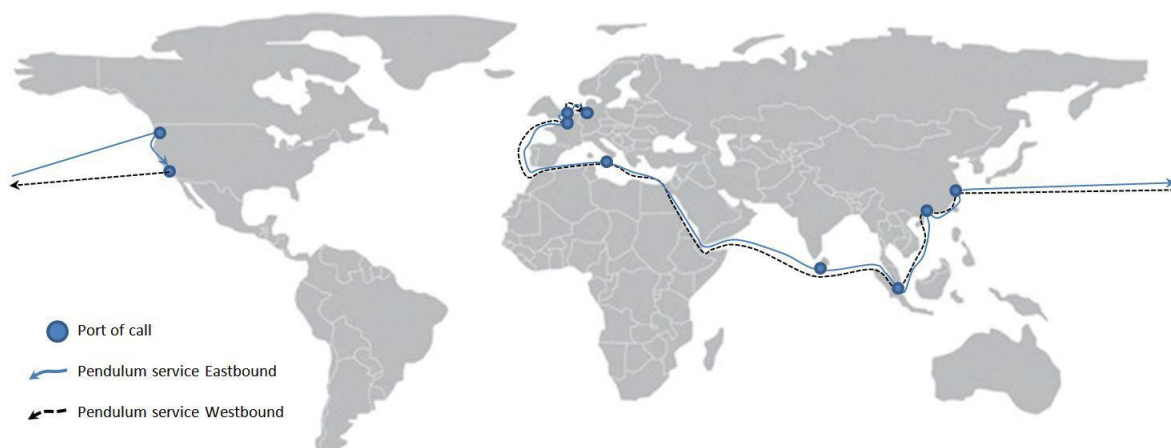 Port of call
Pendulum service Eastbound
Pendulum service Westbound